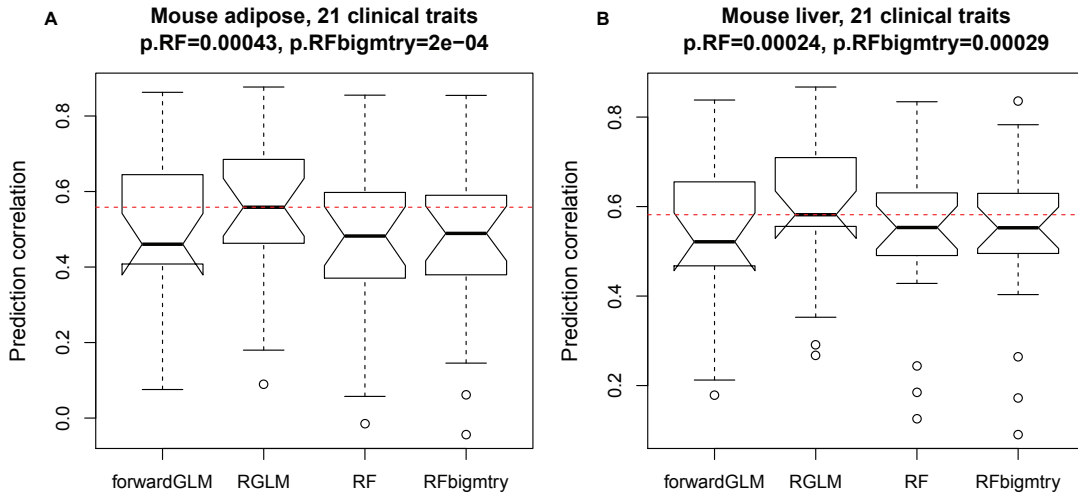 A
Mouse adipose, 21 clinical traits
p.RF=0.00043, p.RFbigmtry=2e−04
Prediction correlation
0.8
0.6
0.4
0.2
0.0
forwardGLM RGLM RF RFbigmtry
B
Mouse liver, 21 clinical traits
p.RF=0.00024, p.RFbigmtry=0.00029
Prediction correlation
0.8
0.6
0.4
0.2
forwardGLM RGLM RF RFbigmtry